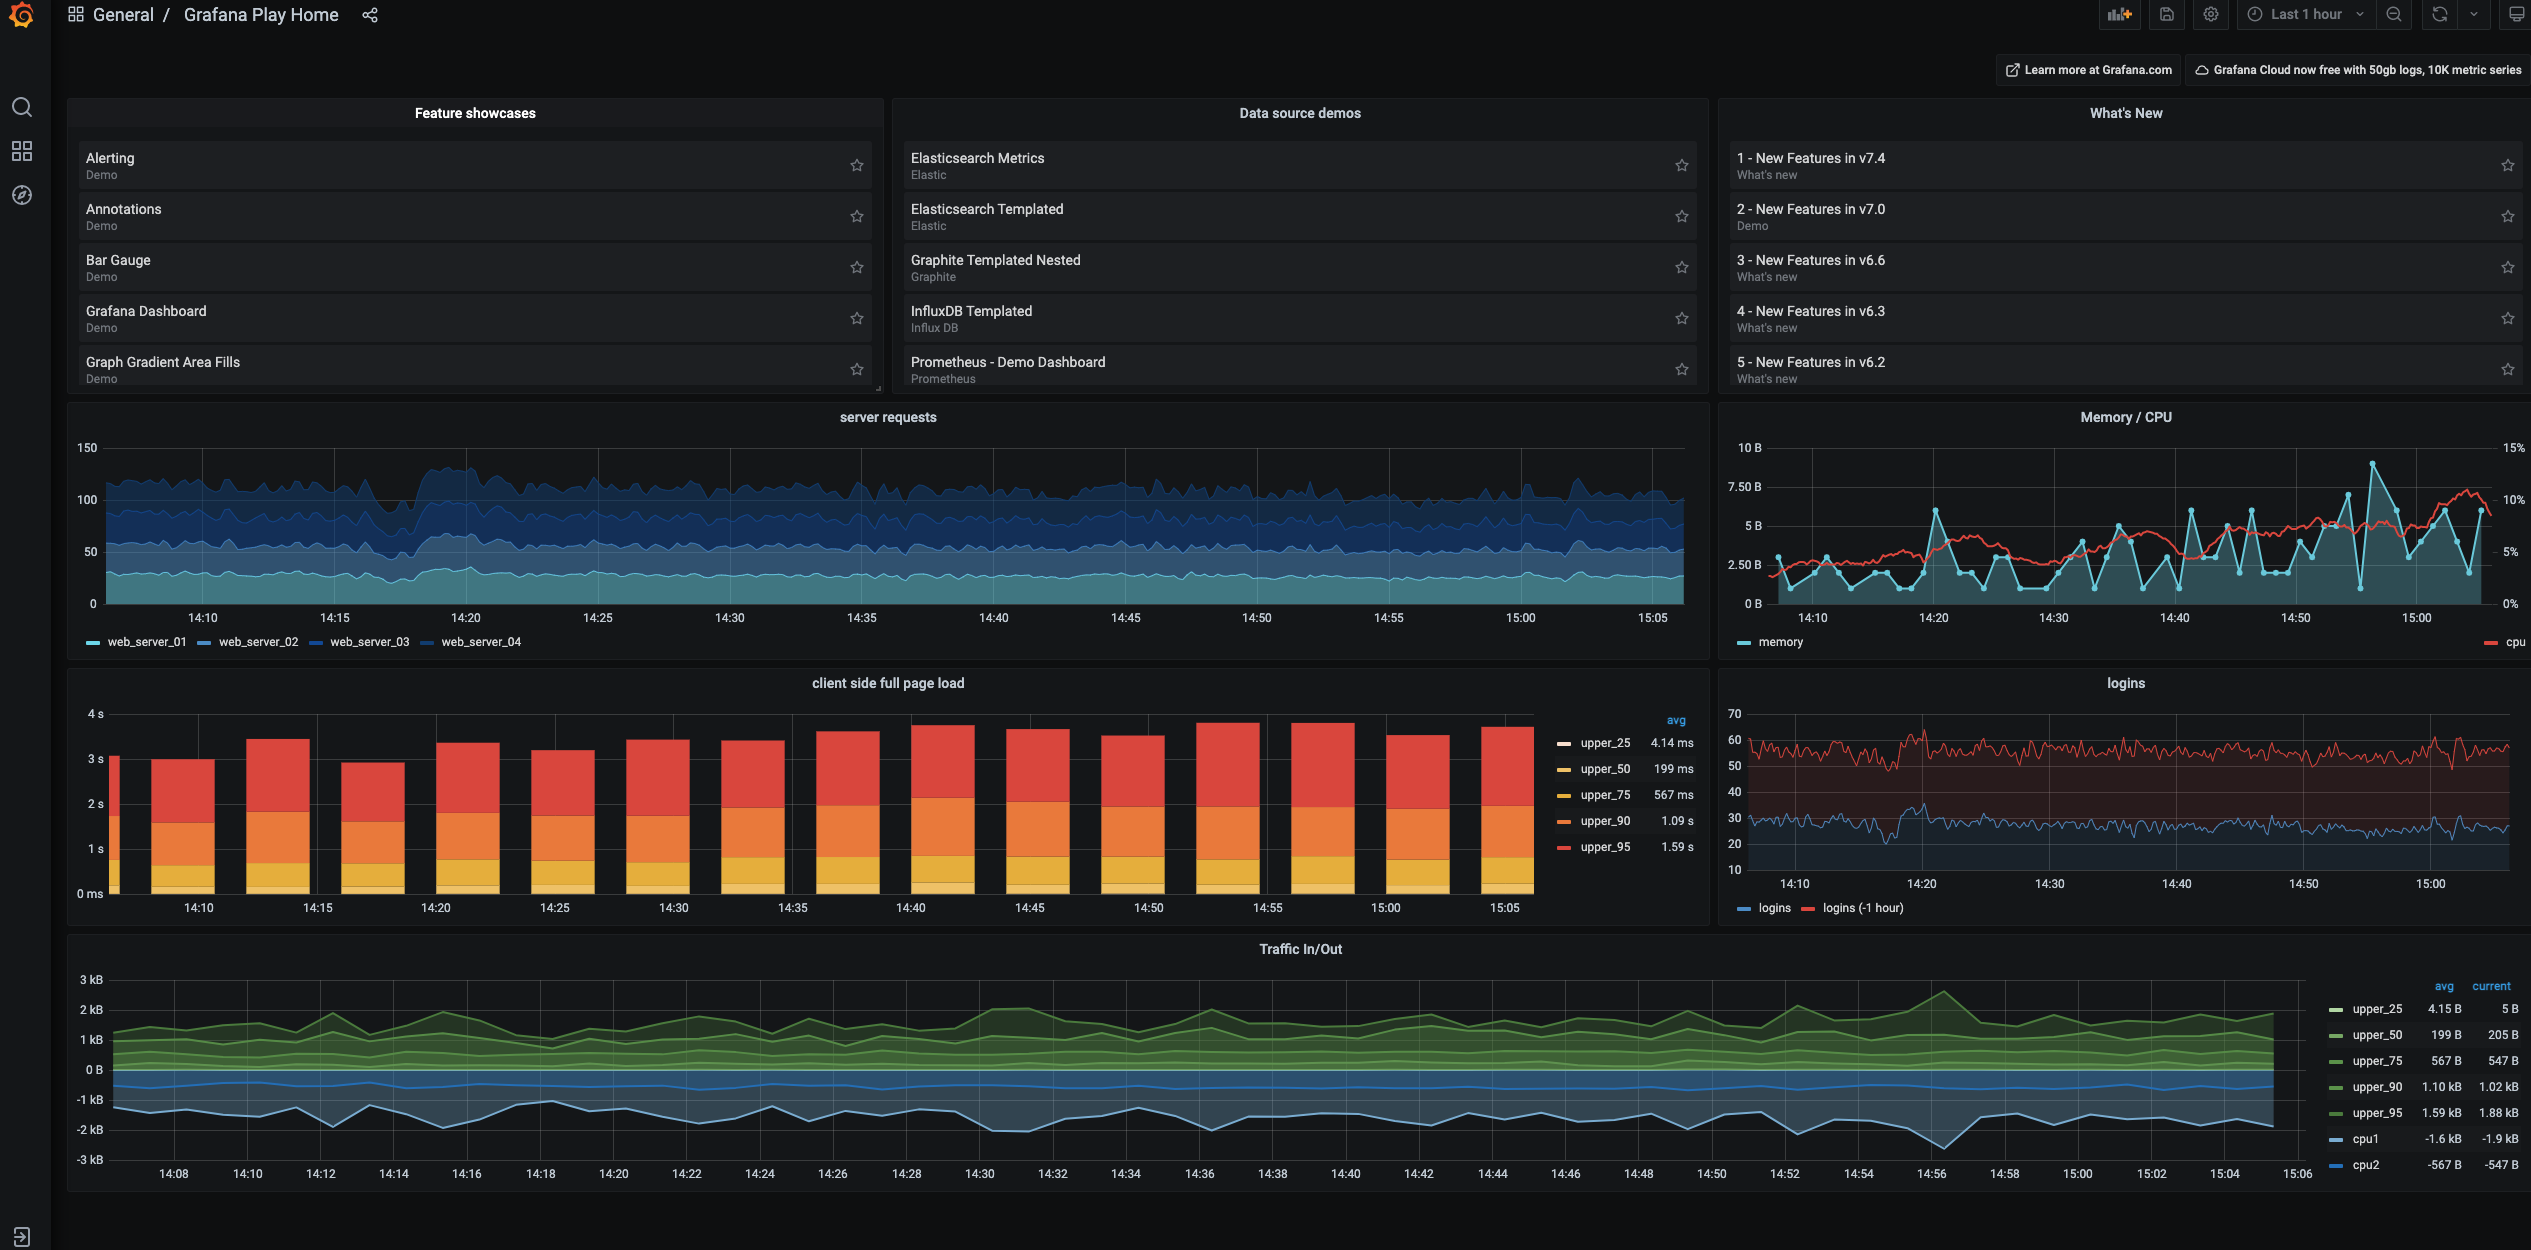 General / Grafana Play Home
Last 1 hour
Learn more at Grafana.com
Grafana Cloud now free with 50gb logs, 10K metric series
Feature showcases
Alerting
Demo
Annotations
Demo
Bar Gauge
Demo
Grafana Dashboard
Demo
Graph Gradient Area Fills
Demo
Data source demos
Elasticsearch Metrics
Elastic
Elasticsearch Templated
Elastic
Graphite Templated Nested
Graphite
InfluxDB Templated
Influx DB
Prometheus - Demo Dashboard
Prometheus
What's New
1 - New Features in v7.4
What's new
2 - New Features in v7.0
Demo
3 - New Features in v6.6
What's new
4 - New Features in v6.3
What's new
5 - New Features in v6.2
What's new
server requests
150
100
50
0
14:10 14:15 14:20 14:25 14:30 14:35 14:40 14:45 14:50 14:55 15:00 15:05
web_server_01 web_server_02 web_server_03 web_server_04
Memory / CPU
10 B 15%
7.50 B 10%
5 B
2.50 B 5%
0 B 0%
14:10 14:20 14:30 14:40 14:50 15:00
memory cpu
client side full page load
4 s
3 s
2 s
1 s
0 ms
14:10 14:15 14:20 14:25 14:30 14:35 14:40 14:45 14:50 14:55 15:00 15:05
avg
upper_25 4.14 ms
upper_50 199 ms
upper_75 567 ms
upper_90 1.09 s
upper_95 1.59 s
logins
70
60
50
40
30
20
10
14:10 14:20 14:30 14:40 14:50 15:00
logins logins (-1 hour)
Traffic In/Out
3 kB
2 kB
1 kB
0 B
-1 kB
-2 kB
-3 kB
14:08 14:10 14:12 14:14 14:16 14:18 14:20 14:22 14:24 14:26 14:28 14:30 14:32 14:34 14:36 14:38 14:40 14:42 14:44 14:46 14:48 14:50 14:52 14:54 14:56 14:58 15:00 15:02 15:04 15:06
avg current
upper_25 4.15 B 5 B
upper_50 199 B 205 B
upper_75 567 B 547 B
upper_90 1.10 kB 1.02 kB
upper_95 1.59 kB 1.88 kB
cpu1 -1.6 kB -1.9 kB
cpu2 -567 B -547 B